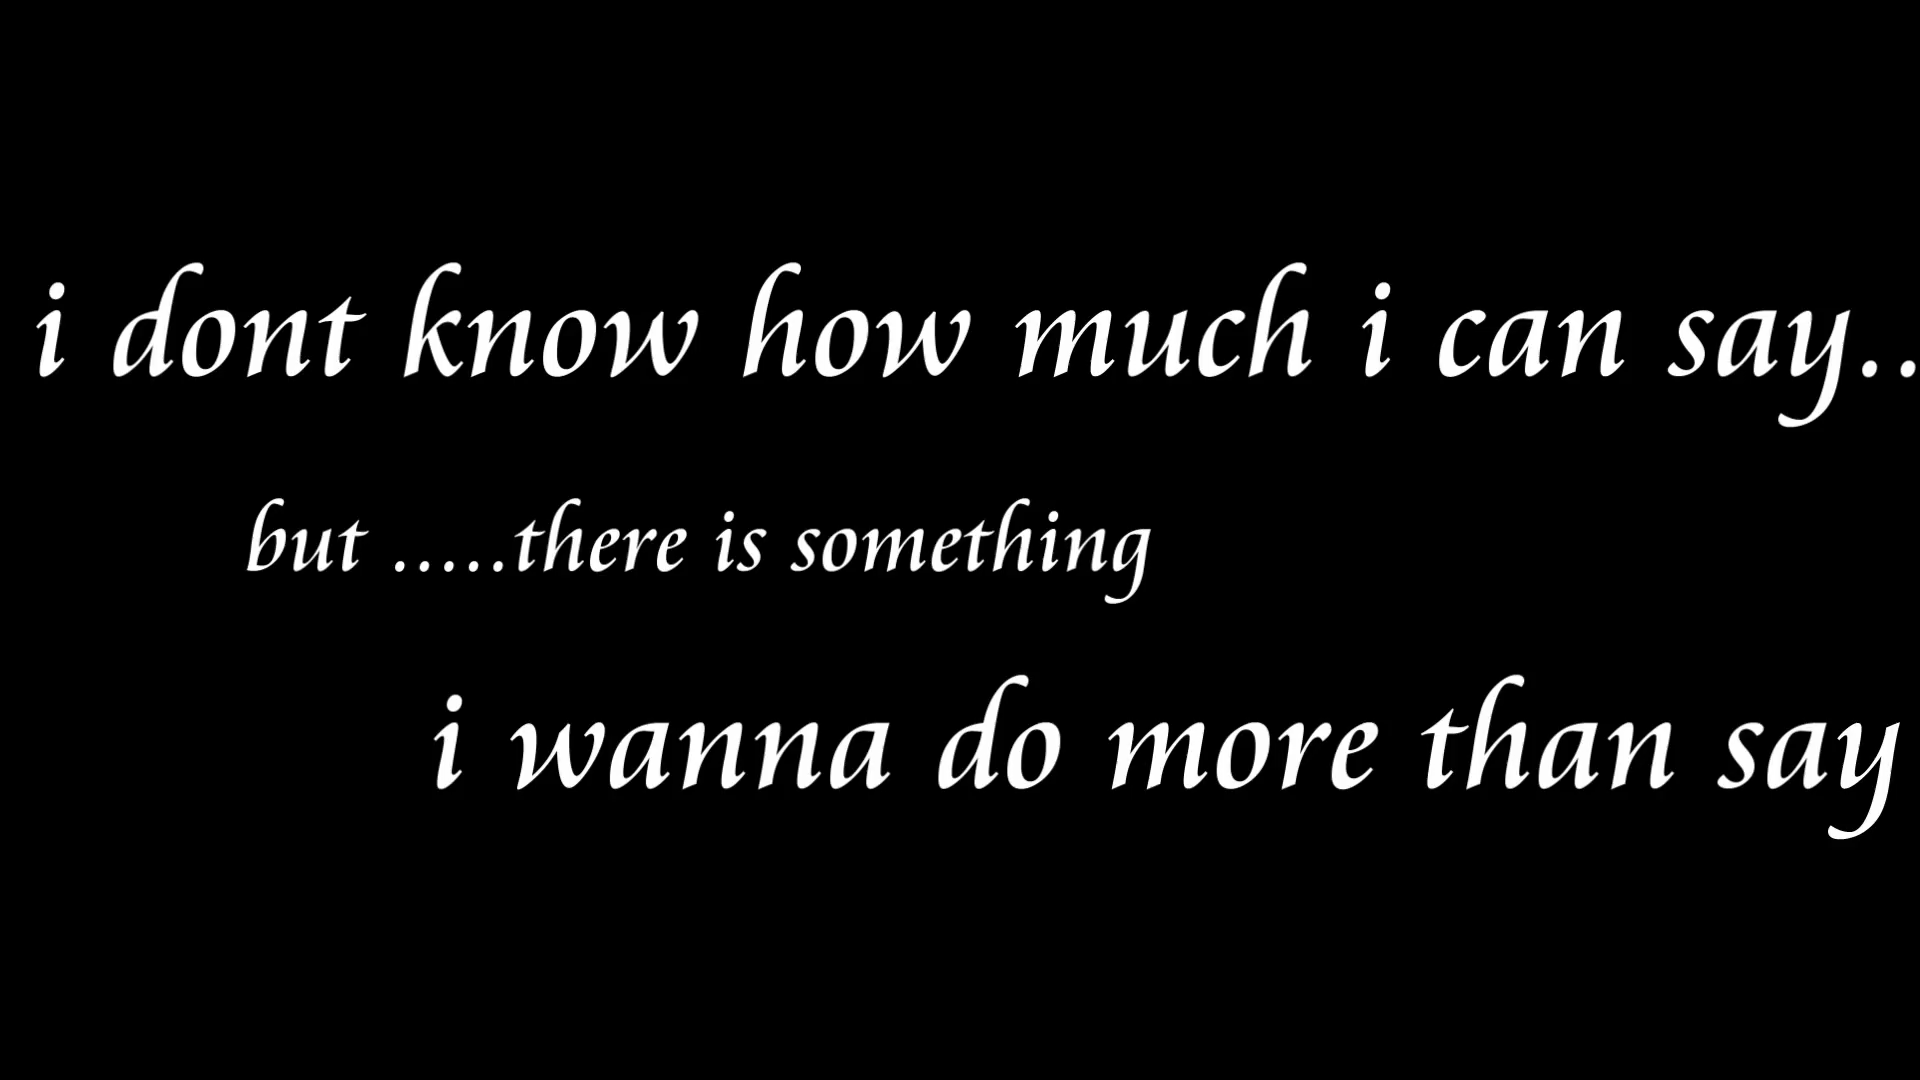 i dont know how much i can say..
but .....there is something
i wanna do more than say